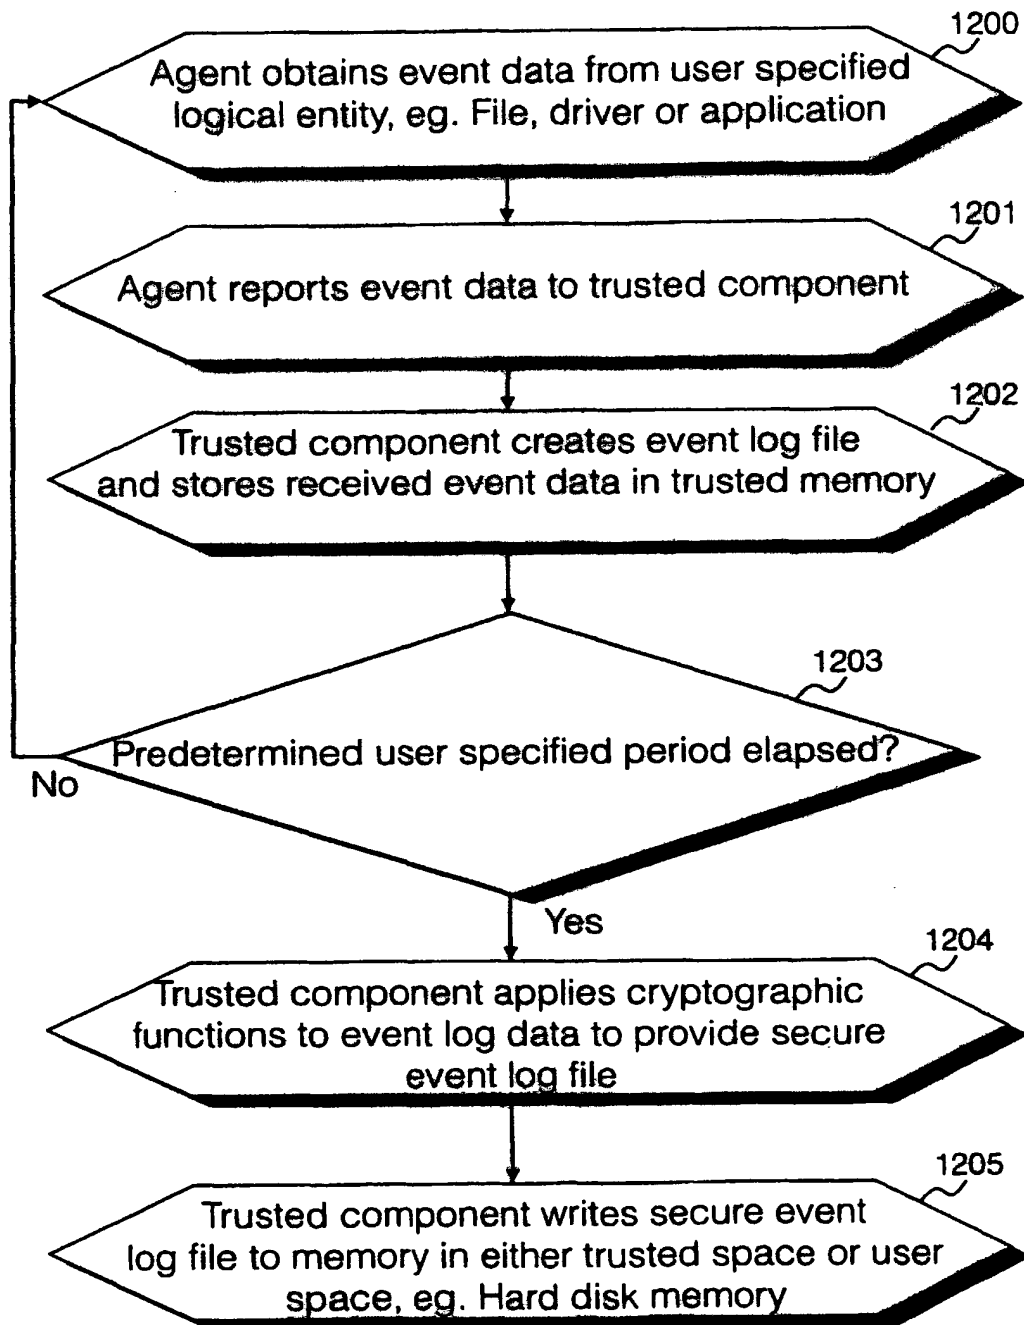 1200
Agent obtains event data from user specified
logical entity, eg. File, driver or application
1201
Agent reports event data to trusted component
1202
Trusted component creates event log file
and stores received event data in trusted memory
1203
Predetermined user specified period elapsed?
No
Yes
1204
Trusted component applies cryptographic
functions to event log data to provide secure
event log file
1205
Trusted component writes secure event
log file to memory in either trusted space or user
space, eg. Hard disk memory